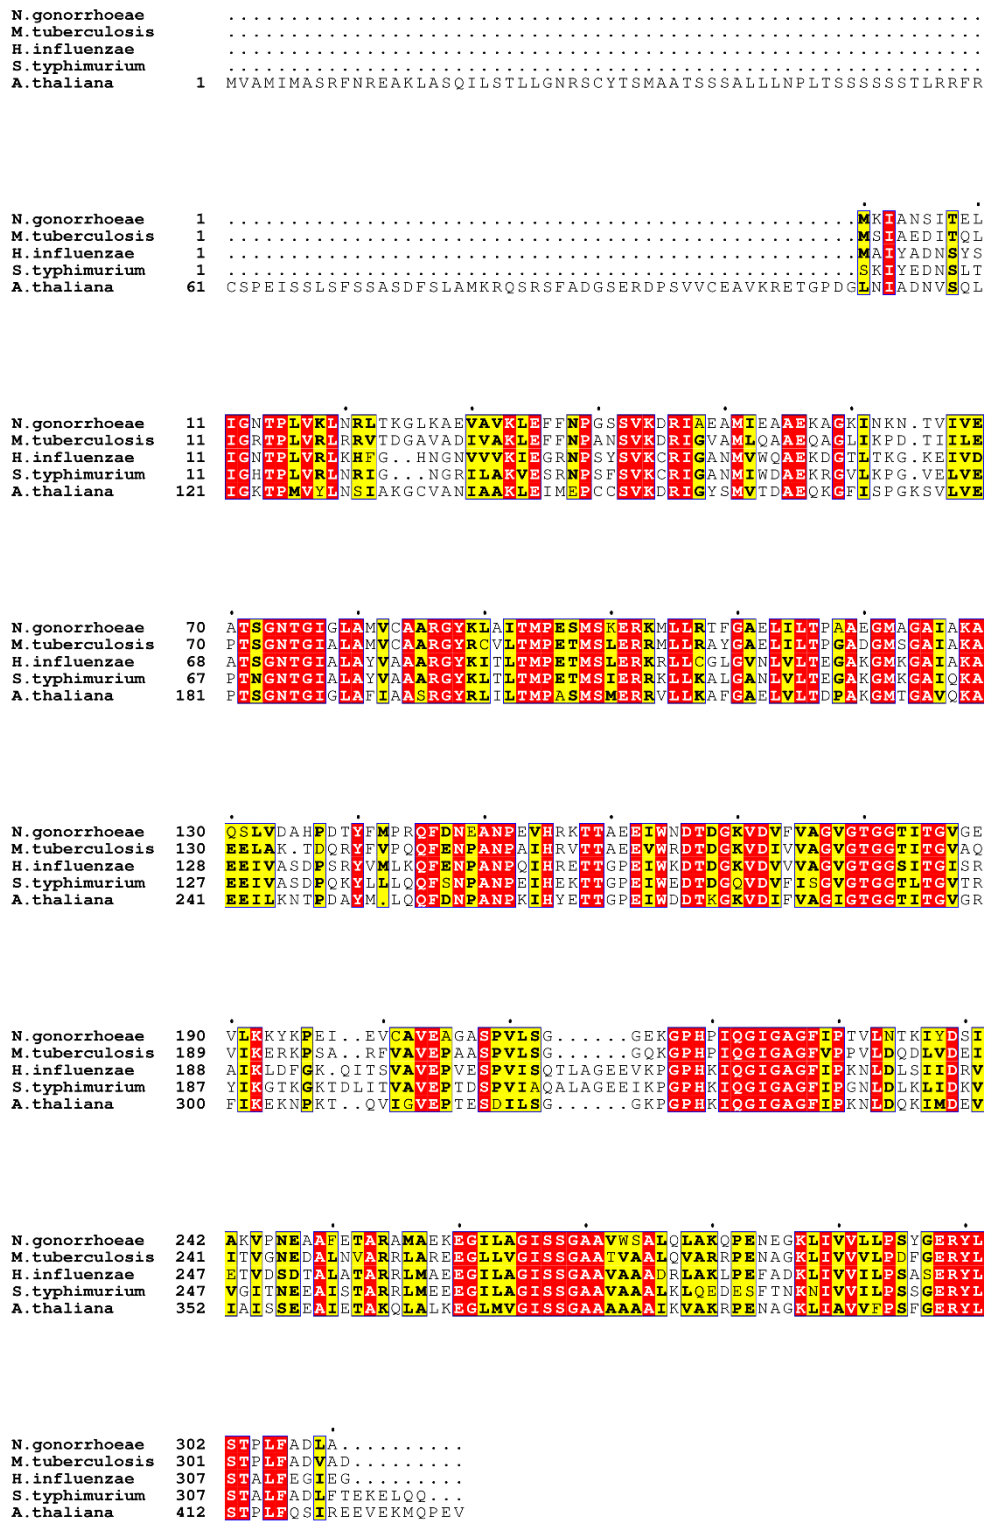 N.gonorrhoeae ............................................................
M.tuberculosis ............................................................
H.influenzae ............................................................
S.typhimurium ............................................................
A.thaliana 1 MVAMIMASRFNREAKLASQILSTLLGNRSCYTSMAATSSSALLLNPLTSSSSSSTLRRFR
N.gonorrhoeae 1 ..................................................MKIANSITEL
M.tuberculosis 1 ..................................................MSIAEDITQL
H.influenzae 1 ..................................................MAIYADNSYS
S.typhimurium 1 ..................................................SKIYEDNSLT
A.thaliana 61 CSPEISSLSFSSASDFSLAMKRQSRSFADGSERDPSVVCEAVKRETGPDGLNIADNVSQL
N.gonorrhoeae 11 IGNTPLVKLNRLTKGLKAEVAVKLEFFNPGSSVKDRIAEAMIEAAEKAGKINKN.TVIVE
M.tuberculosis 11 IGRTPLVRLRRVTDGAVADIVAKLEFFNPANSVKDRIGVAMLQAAEQAGLIKPD.TIILE
H.influenzae 11 IGNTPLVRLKHFG..HNGNVVVKIEGRNPSYSVKCRIGANMVWQAEKDGTLTKG.KEIVD
S.typhimurium 11 IGHTPLVRLNRIG...NGRILAKVESRNPSFSVKCRIGANMIWDAEKRGVLKPG.VELVE
A.thaliana 121 IGKTPMVYLNSIAKGCVANIAAKLEIMEPCCSVKDRIGYSMVTDAEQKGFISPGKSVLVE
N.gonorrhoeae 70 ATSGNTGIGLAMVCAARGYKLAITMPESMSKERKMLLRTFGAELILTPAAEGMAGAIAKA
M.tuberculosis 70 PTSGNTGIALAMVCAARGYRCVLTMPETMSLERRMLLRAYGAELILTPGADGMSGAIAKA
H.influenzae 68 ATSGNTGIALAYVAAARGYKITLTMPETMSLERKRLLCGLGVNLVLTEGAKGMKGAIAKA
S.typhimurium 67 PTNGNTGIALAYVAAARGYKLTLTMPETMSIERRKLLKALGANLVLTEGAKGMKGAIQKA
A.thaliana 181 PTSGNTGIGLAFIAASRGYRLILTMPASMSMERRVLLKAFGAELVLTDPAKGMTGAVQKA
N.gonorrhoeae 130 QSLVDAHPDTYFMPRQFDNEANPEVHRKTTAEEIWNDTDGKVDVFVAGVGTGGTITGVGE
M.tuberculosis 130 EELAK.TDQRYFVPQQFENPANPAIHRVTTAEEVWRDTDGKVDIVVAGVGTGGTITGVAQ
H.influenzae 128 EEIVASDPSRYVMLKQFENPANPQIHRETTGPEIWKDTDGKVDVVVAGVGTGGSITGISR
S.typhimurium 127 EEIVASDPQKYLLLQQFSNPANPEIHEKTTGPEIWEDTDGQVDVFISGVGTGGTLTGVTR
A.thaliana 241 EEILKNTPDAYM.LQQFDNPANPKIHYETTGPEIWDDTKGKVDIFVAGIGTGGTITGVGR
N.gonorrhoeae 190 VLKKYKPEI..EVCAVEAGASPVLSG......GEKGPHPIQGIGAGFIPTVLNTKIYDSI
M.tuberculosis 189 VIKERKPSA..RFVAVEPAASPVLSG......GQKGPHPIQGIGAGFVPPVLDQDLVDEI
H.influenzae 188 AIKLDFGK.QITSVAVEPVESPVISQTLAGEEVKPGPHKIQGIGAGFIPKNLDLSIIDRV
S.typhimurium 187 YIKGTKGKTDLITVAVEPTDSPVIAQALAGEEIKPGPHKIQGIGAGFIPGNLDLKLIDKV
A.thaliana 300 FIKEKNPKT..QVIGVEPTESDILSG......GKPGPHKIQGIGAGFIPKNLDQKIMDEV
N.gonorrhoeae 242 AKVPNEAAFETARAMAEKEGILAGISSGAAVWSALQLAKQPENEGKLIVVLLPSYGERYL
M.tuberculosis 241 ITVGNEDALNVARRLAREEGLLVGISSGAATVAALQVARRPENAGKLIVVVLPDFGERYL
H.influenzae 247 ETVDSDTALATARRLMAEEGILAGISSGAAVAAADRLAKLPEFADKLIVVILPSASERYL
S.typhimurium 247 VGITNEEAISTARRLMEEEGILAGISSGAAVAAALKLQEDESFTNKNIVVILPSSGERYL
A.thaliana 352 IAISSEEAIETAKQLALKEGLMVGISSGAAAAAAIKVAKRPENAGKLIAVVFPSFGERYL
N.gonorrhoeae 302 STPLFADLA..........
M.tuberculosis 301 STPLFADVAD.........
H.influenzae 307 STALFEGIEG.........
S.typhimurium 307 STALFADLFTEKELQQ...
A.thaliana 412 STPLFQSIREEVEKMQPEV